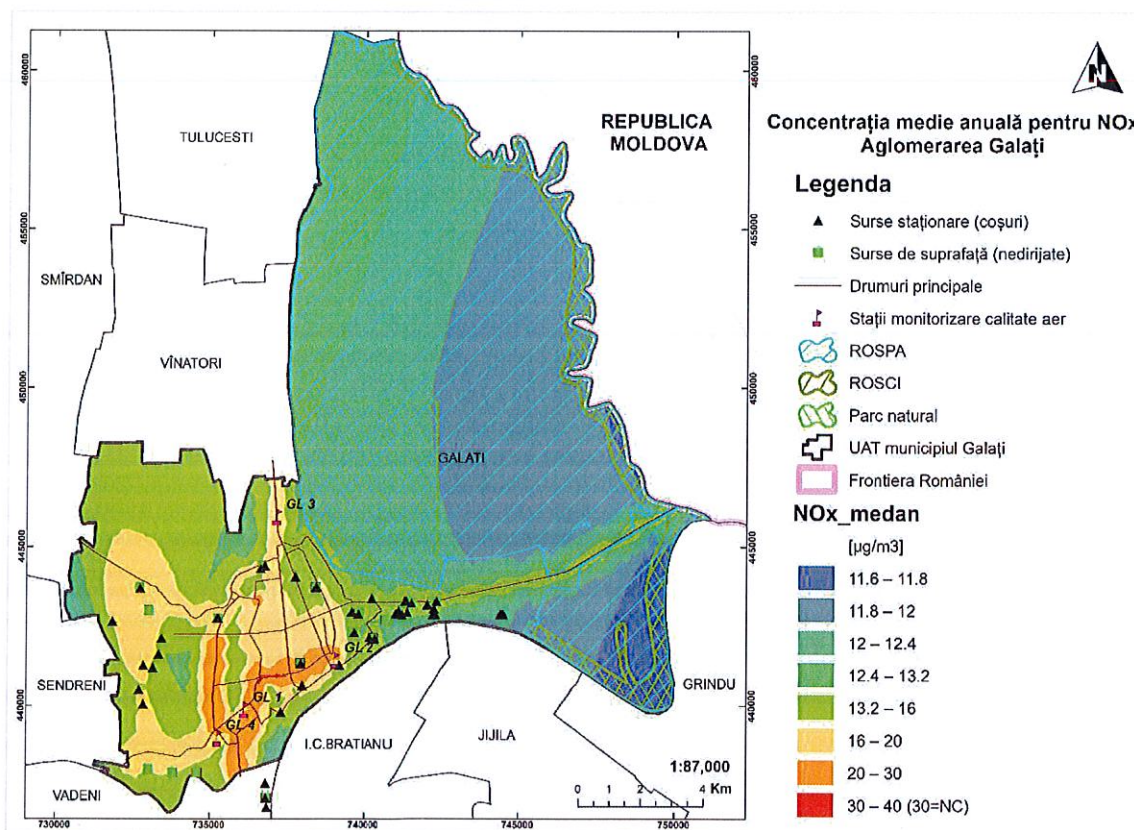 460000
455000
450000
445000
440000
TULUCESTI
REPUBLICA
MOLDOVA
SMÎRDAN
VÎNATORI
GALATI
GL 3
GL 2
GL 1
GL 4
SENDRENI
GRINDU
I.C.BRATIANU
JIJILA
VADENI
1:87,000
0 1 2 4 Km
730000 735000 740000 745000 750000
460000
455000
450000
445000
440000
N
Concentrația medie anuală pentru NOx
Aglomerarea Galați
Legenda
Surse staționare (coșuri)
Surse de suprafață (nedirijate)
Drumuri principale
Stații monitorizare calitate aer
ROSPA
ROSCI
Parc natural
UAT municipiul Galați
Frontiera României
NOx_medan
[µg/m3]
11.6 – 11.8
11.8 – 12
12 – 12.4
12.4 – 13.2
13.2 – 16
16 – 20
20 – 30
30 – 40 (30=NC)